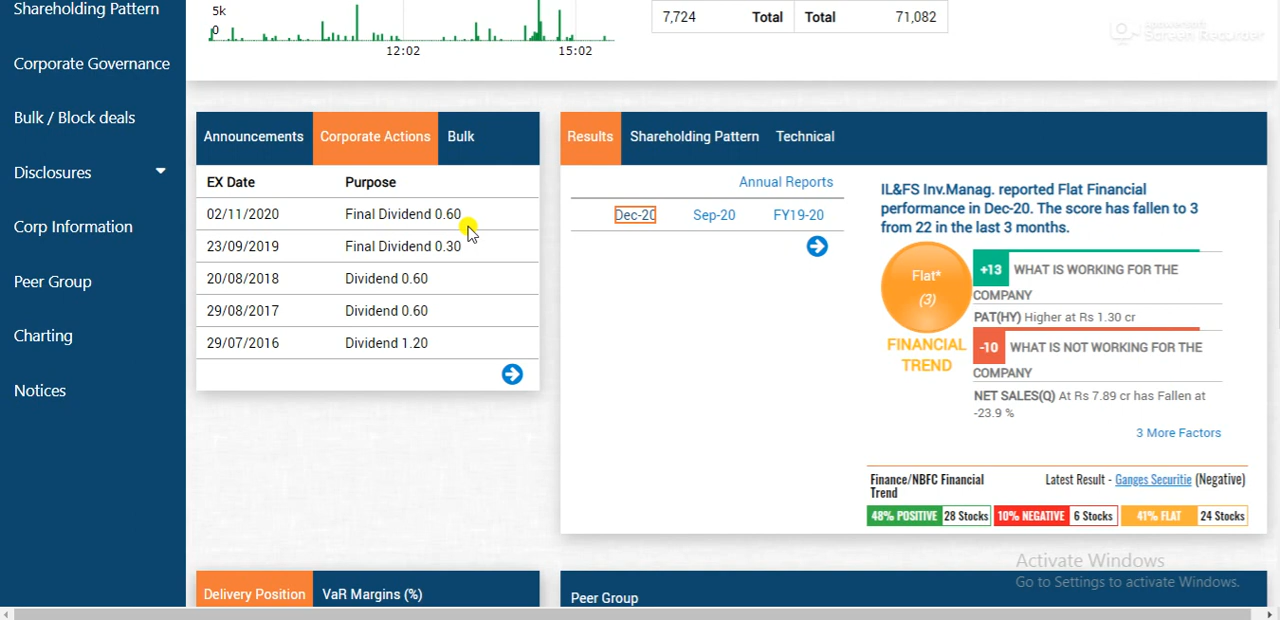 Shareholding Pattern
Corporate Governance
Bulk / Block deals
Disclosures
Corp Information
Peer Group
Charting
Notices
5k
0
12:02 15:02
7,724 Total Total 71,082
Screen Recorder
Announcements Corporate Actions Bulk
EX Date Purpose
02/11/2020 Final Dividend 0.60
23/09/2019 Final Dividend 0.30
20/08/2018 Dividend 0.60
29/08/2017 Dividend 0.60
29/07/2016 Dividend 1.20
Results Shareholding Pattern Technical
Annual Reports
Dec-20 Sep-20 FY19-20
IL&FS Inv.Manag. reported Flat Financial
performance in Dec-20. The score has fallen to 3
from 22 in the last 3 months.
Flat*
(3)
FINANCIAL
TREND
+13 WHAT IS WORKING FOR THE
COMPANY
PAT(HY) Higher at Rs 1.30 cr
-10 WHAT IS NOT WORKING FOR THE
COMPANY
NET SALES(Q) At Rs 7.89 cr has Fallen at
-23.9 %
3 More Factors
Finance/NBFC Financial
Trend
Latest Result - Ganges Securitie (Negative)
48% POSITIVE 28 Stocks 10% NEGATIVE 6 Stocks 41% FLAT 24 Stocks
Activate Windows
Go to Settings to activate Windows.
Delivery Position VaR Margins (%)
Peer Group